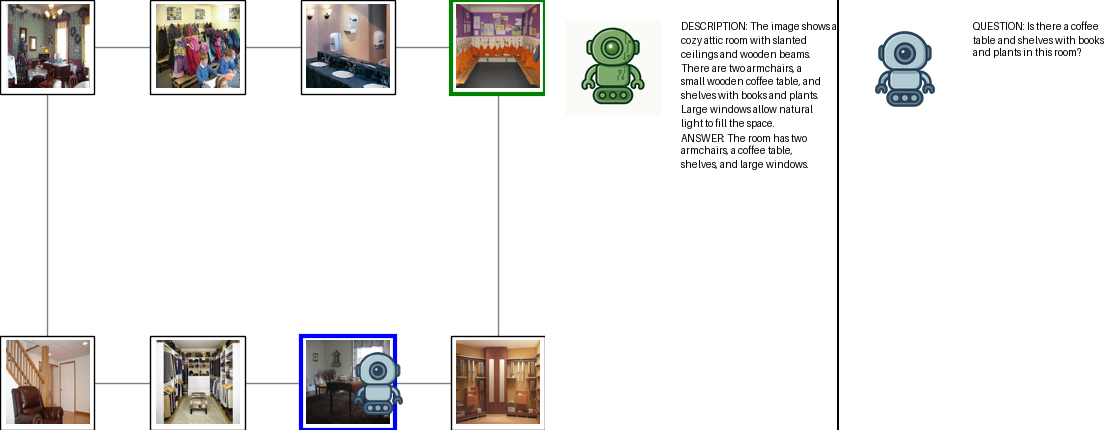 DESCRIPTION: The image shows a
cozy attic room with slanted
ceilings and wooden beams.
There are two armchairs, a
small wooden coffee table, and
shelves with books and plants.
Large windows allow natural
light to fill the space.
ANSWER: The room has two
armchairs, a coffee table,
shelves, and large windows.
QUESTION: Is there a coffee
table and shelves with books
and plants in this room?